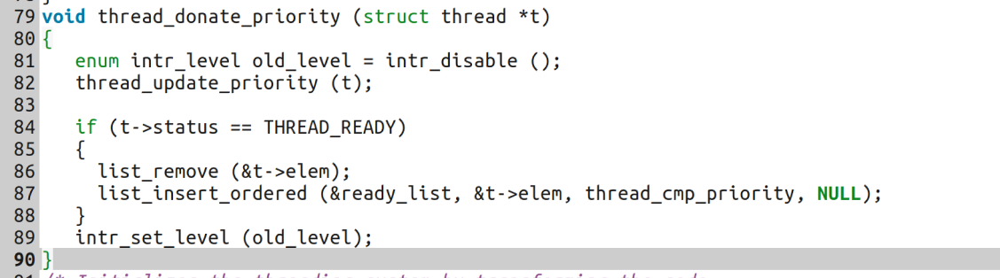 79 void thread_donate_priority (struct thread *t)
80 {
81    enum intr_level old_level = intr_disable ();
82    thread_update_priority (t);
83
84    if (t->status == THREAD_READY)
85    {
86      list_remove (&t->elem);
87      list_insert_ordered (&ready_list, &t->elem, thread_cmp_priority, NULL);
88    }
89    intr_set_level (old_level);
90 }